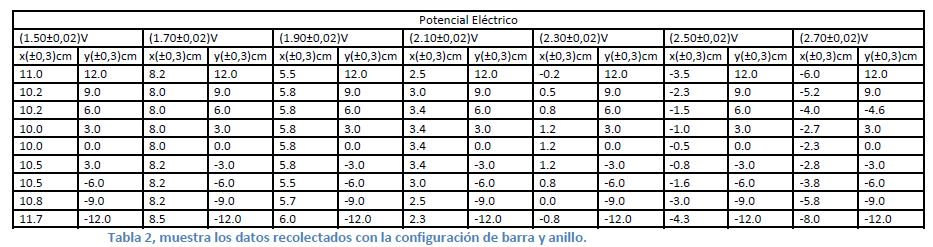 Potencial Eléctrico
(1.50±0,02)V (1.70±0,02)V (1.90±0,02)V (2.10±0,02)V (2.30±0,02)V (2.50±0,02)V (2.70±0,02)V
x(±0,3)cm y(±0,3)cm x(±0,3)cm y(±0,3)cm x(±0,3)cm y(±0,3)cm x(±0,3)cm y(±0,3)cm x(±0,3)cm y(±0,3)cm x(±0,3)cm y(±0,3)cm x(±0,3)cm y(±0,3)cm
11.0 12.0 8.2 12.0 5.5 12.0 2.5 12.0 -0.2 12.0 -3.5 12.0 -6.0 12.0
10.2 9.0 8.0 9.0 5.8 9.0 3.0 9.0 0.5 9.0 -2.3 9.0 -5.2 9.0
10.2 6.0 8.0 6.0 5.8 6.0 3.4 6.0 0.8 6.0 -1.5 6.0 -4.0 -4.6
10.0 3.0 8.0 3.0 5.8 3.0 3.4 3.0 1.2 3.0 -1.0 3.0 -2.7 3.0
10.0 0.0 8.0 0.0 5.8 0.0 3.4 0.0 1.2 0.0 -0.5 0.0 -2.3 0.0
10.5 3.0 8.2 -3.0 5.8 -3.0 3.4 -3.0 1.2 -3.0 -0.8 -3.0 -2.8 -3.0
10.5 -6.0 8.2 -6.0 5.5 -6.0 3.0 -6.0 0.8 -6.0 -1.6 -6.0 -3.8 -6.0
10.8 -9.0 8.2 -9.0 5.7 -9.0 2.5 -9.0 0.0 -9.0 -3.0 -9.0 -5.8 -9.0
11.7 -12.0 8.5 -12.0 6.0 -12.0 2.3 -12.0 -0.8 -12.0 -4.3 -12.0 -8.0 -12.0
Tabla 2, muestra los datos recolectados con la configuración de barra y anillo.